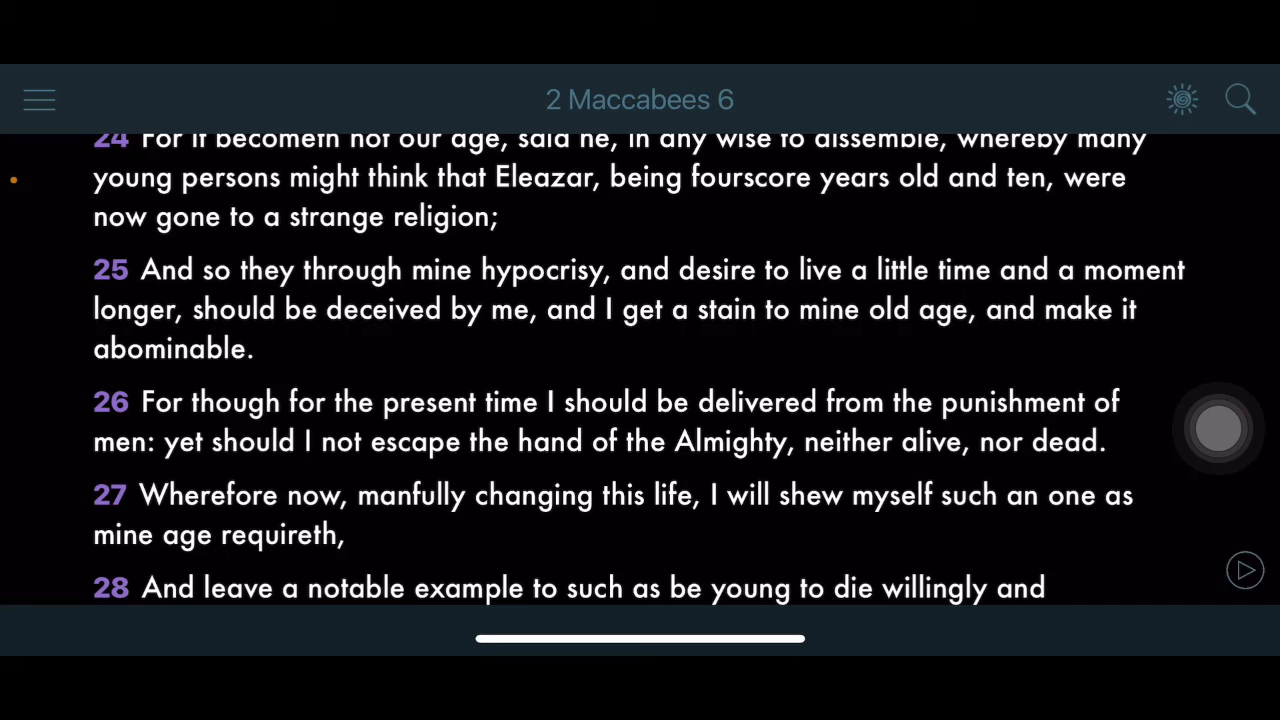 2 Maccabees 6
24 For it becometh not our age, said he, in any wise to dissemble, whereby many
young persons might think that Eleazar, being fourscore years old and ten, were
now gone to a strange religion;
25 And so they through mine hypocrisy, and desire to live a little time and a moment
longer, should be deceived by me, and I get a stain to mine old age, and make it
abominable.
26 For though for the present time I should be delivered from the punishment of
men: yet should I not escape the hand of the Almighty, neither alive, nor dead.
27 Wherefore now, manfully changing this life, I will shew myself such an one as
mine age requireth,
28 And leave a notable example to such as be young to die willingly and